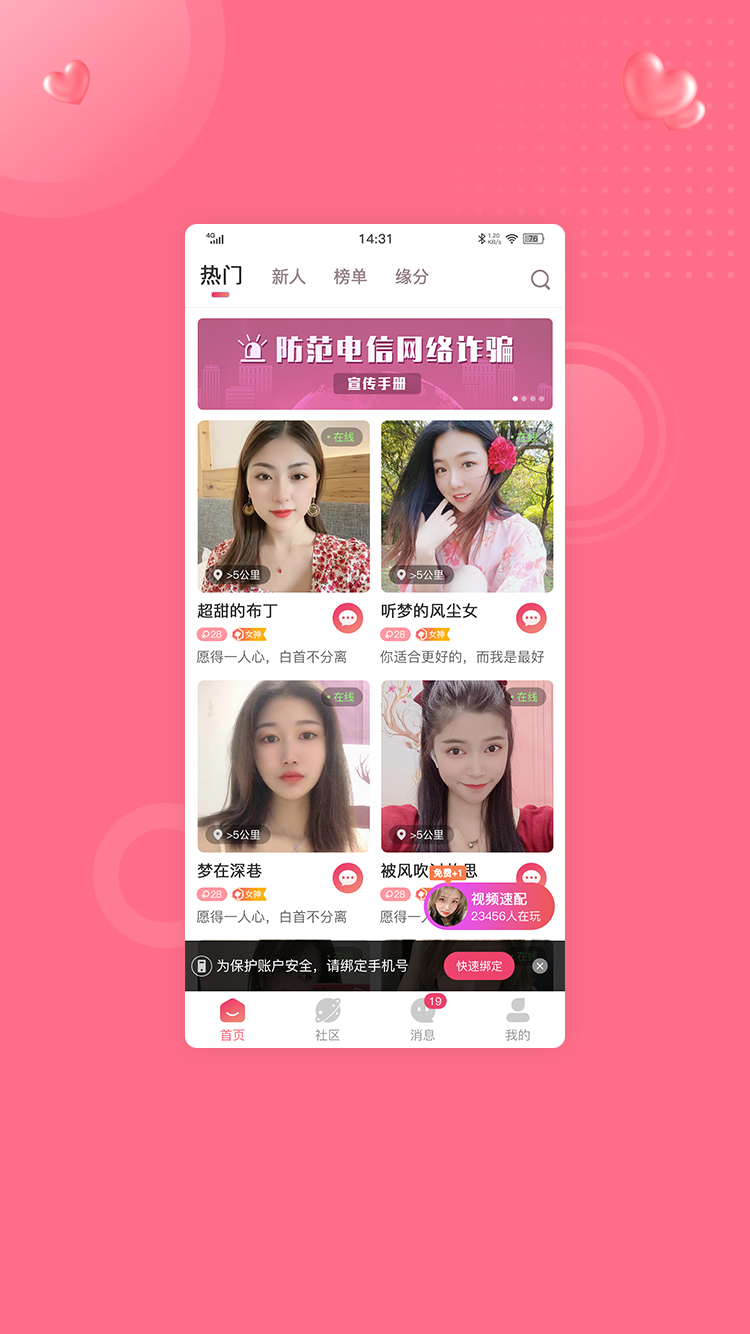 4G
14:31
1.20
KB/s
76
热门 新人 榜单 缘分
防范电信网络诈骗
宣传手册
在线
在线
>5公里
>5公里
超甜的布丁
听梦的风尘女
28 女神
28 女神
愿得一人心，白首不分离
你适合更好的，而我是最好
在线
在线
>5公里
>5公里
梦在深巷
被风吹过的思
免费+1
28 女神
28
视频速配
23456人在玩
愿得一人心，白首不分离
愿得一
在线
为保护账户安全，请绑定手机号
快速绑定
19
首页 社区 消息 我的